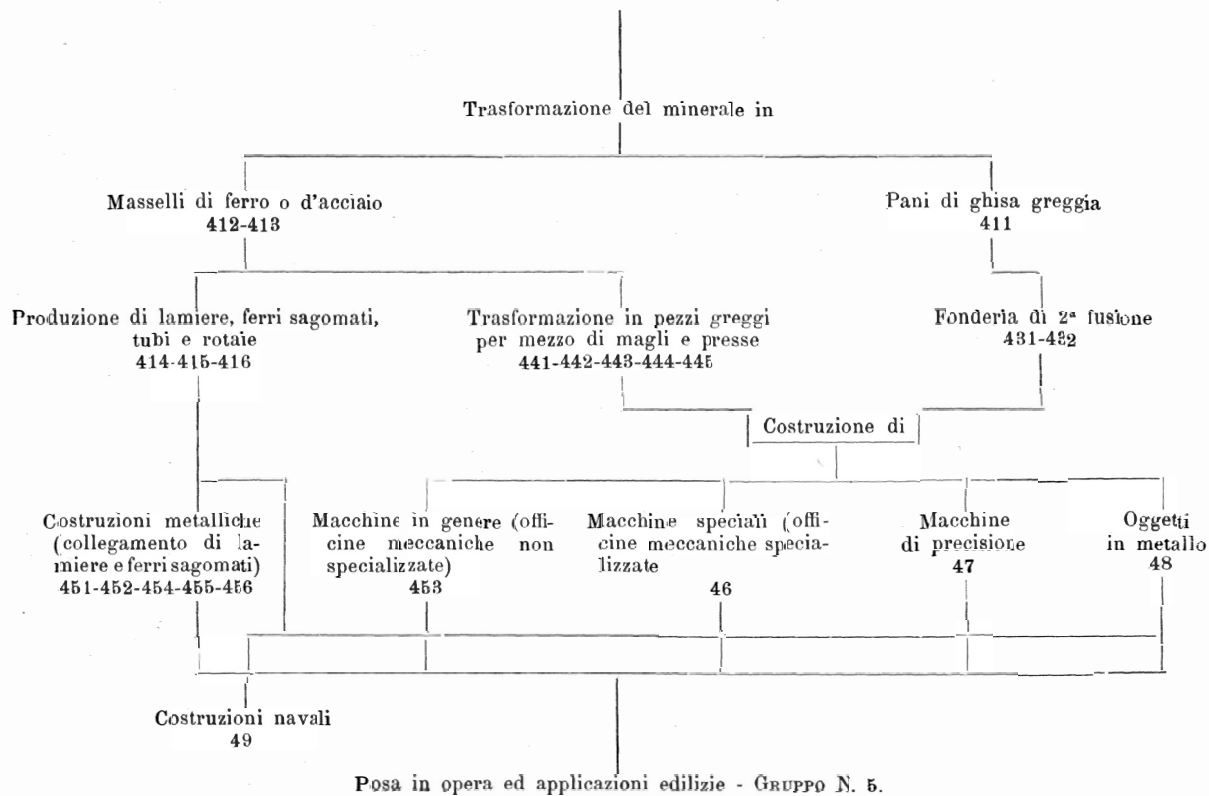 Trasformazione del minerale in
Masselli di ferro o d'acciaio
412-413
Pani di ghisa greggia
411
Produzione di lamiere, ferri sagomati,
tubi e rotaie
414-415-416
Trasformazione in pezzi greggi
per mezzo di magli e presse
441-442-443-444-445
Fonderia di 2ª fusione
431-432
Costruzione di
Costruzioni metalliche
(collegamento di la-
miere e ferri sagomati)
451-452-454-455-456
Macchine in genere (offi-
cine meccaniche non
specializzate)
453
Macchine speciali (offi-
cine meccaniche specia-
lizzate
46
Macchine
di precisione
47
Oggetti
in metallo
48
Costruzioni navali
49
Posa in opera ed applicazioni edilizie - GRUPPO N. 5.